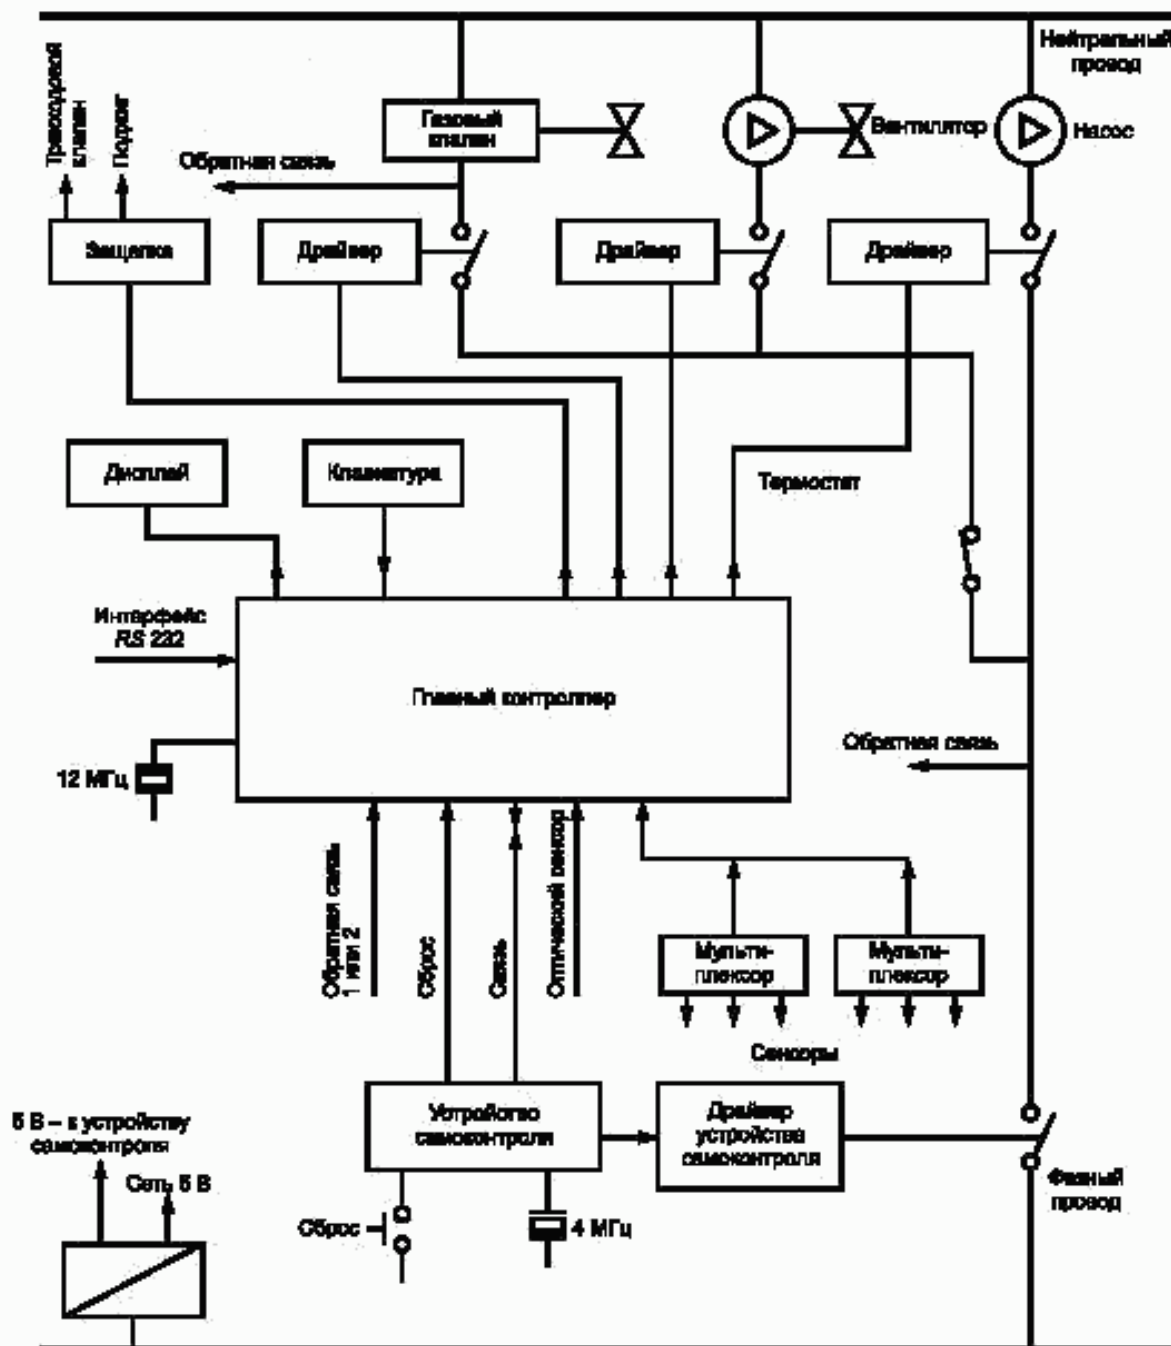 Нейтральный
провод
Трехходовой
клапан
Поджиг
Газовый
клапан
Вентилятор
Насос
Обратная связь
Защелка
Драйвер
Драйвер
Драйвер
Дисплей
Клавиатура
Термостат
Интерфейс
RS 232
Главный контроллер
12 МГц
Обратная связь
Обратная связь
1 или 2
Сброс
Связь
Оптический сенсор
Мульти-
плексор
Мульти-
плексор
Сенсоры
Устройство
самоконтроля
Драйвер
устройства
самоконтроля
5 В – к устройству
самоконтроля
Сеть 5 В
Сброс
4 МГц
Фазный
провод